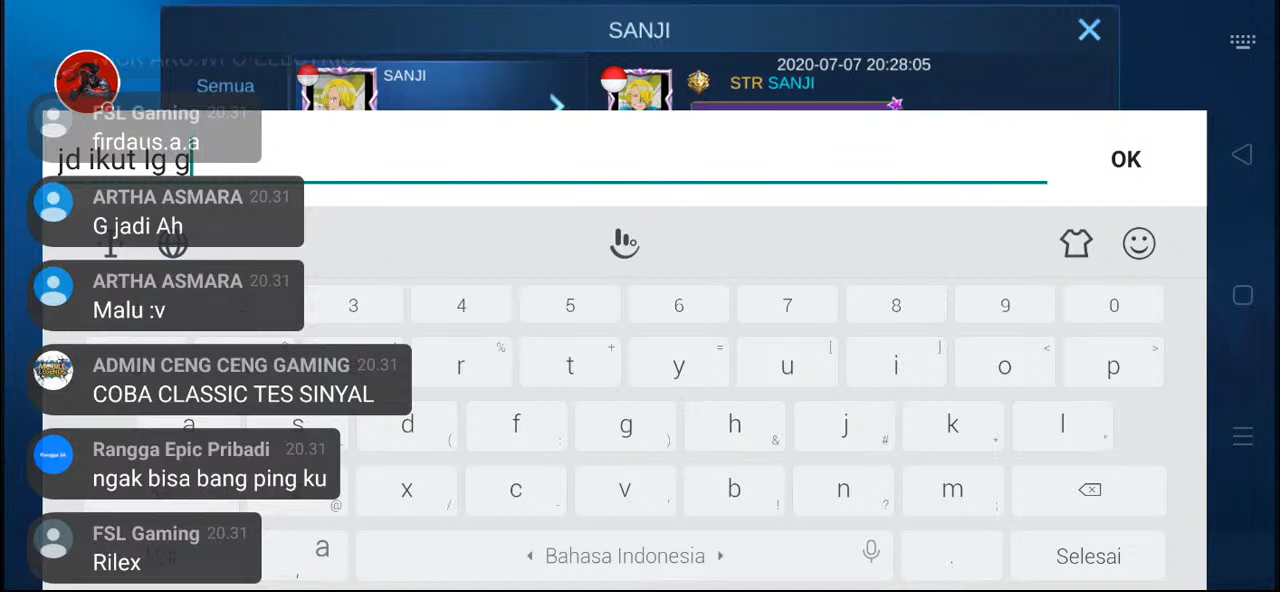 SANJI
Semua
SANJI
2020-07-07 20:28:05
STR SANJI
FSL Gaming 20.31
firdaus.a.a
jd ikut lg g
OK
ARTHA ASMARA 20.31
G jadi Ah
ARTHA ASMARA 20.31
Malu :v
ADMIN CENG CENG GAMING 20.31
COBA CLASSIC TES SINYAL
Rangga Epic Pribadi 20.31
ngak bisa bang ping ku
FSL Gaming 20.31
Rilex
3 4 5 6 7 8 9 0
r % t + y = u [ i ] o < p >
a s d ( f : g ) h & j # k * l
@ x / c - v ' b ! n ? m ;
a , Bahasa Indonesia . Selesai